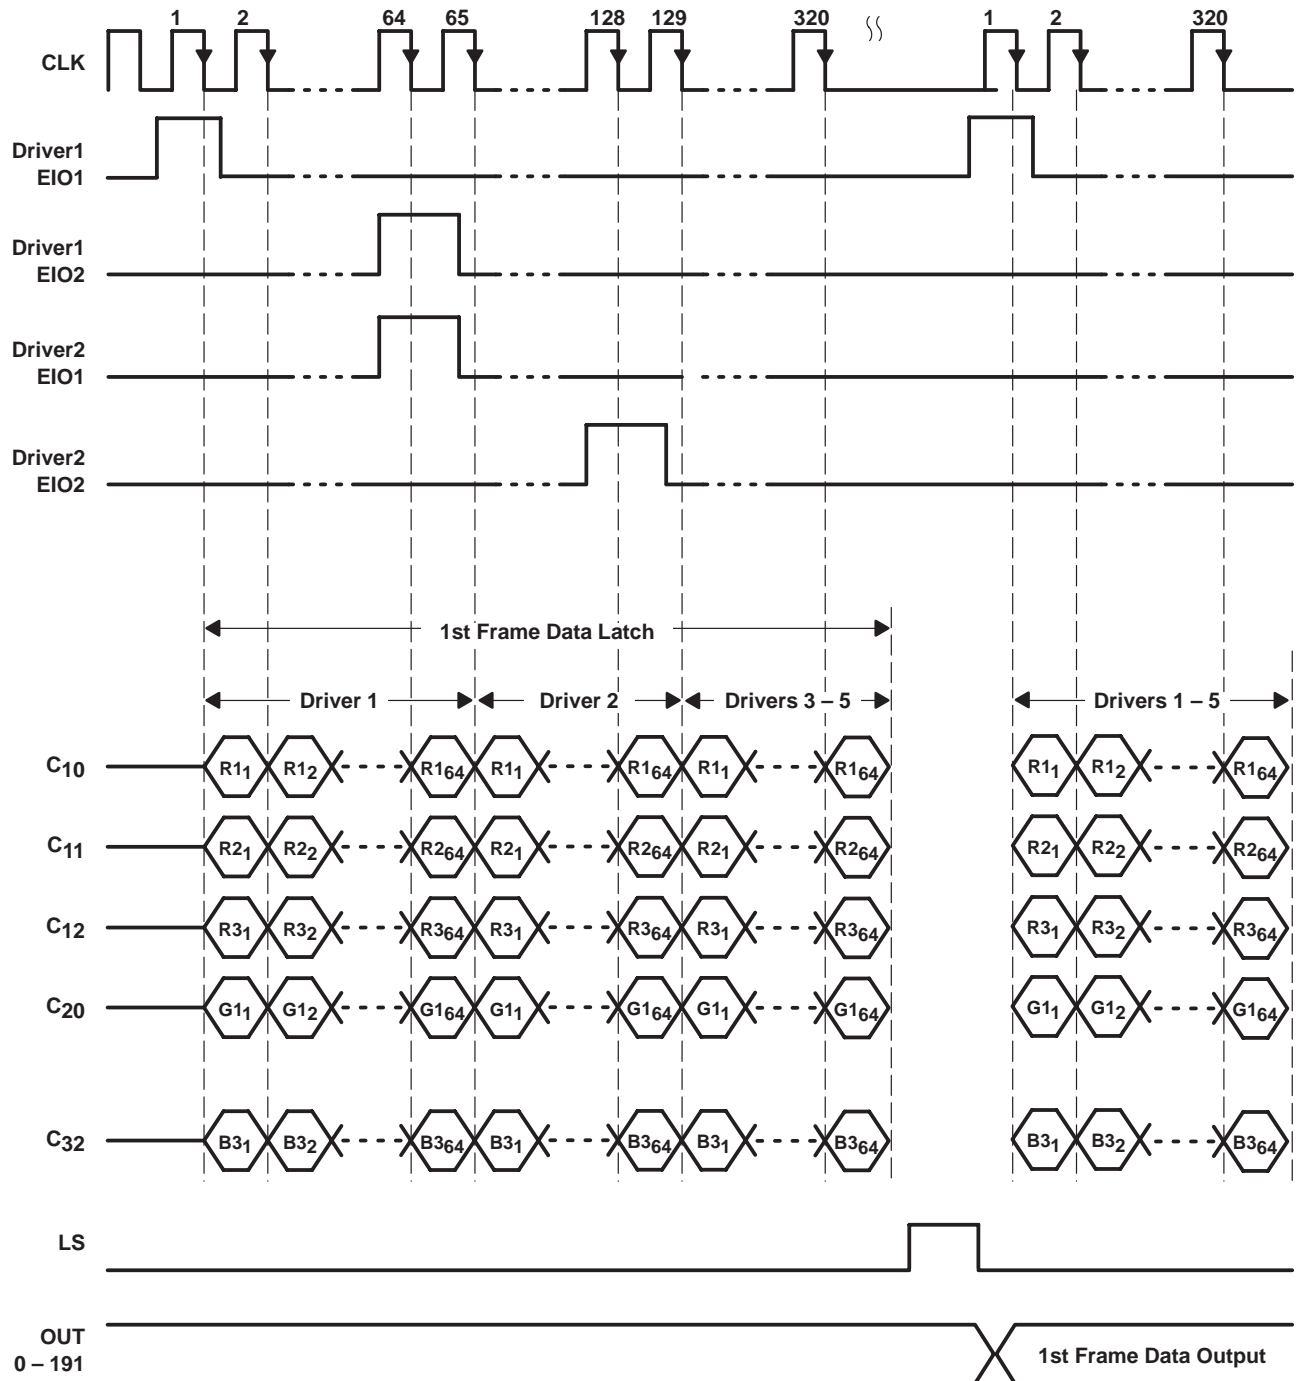 1 2 64 65 128 129 320 1 2 320
CLK
Driver1
EIO1
Driver1
EIO2
Driver2
EIO1
Driver2
EIO2
1st Frame Data Latch
Driver 1 Driver 2 Drivers 3 – 5 Drivers 1 – 5
C10 R11 R12 R164 R11 R164 R11 R164 R11 R12 R164
C11 R21 R22 R264 R21 R264 R21 R264 R21 R22 R264
C12 R31 R32 R364 R31 R364 R31 R364 R31 R32 R364
C20 G11 G12 G164 G11 G164 G11 G164 G11 G12 G164
C32 B31 B32 B364 B31 B364 B31 B364 B31 B32 B364
LS
OUT
0 – 191
1st Frame Data Output